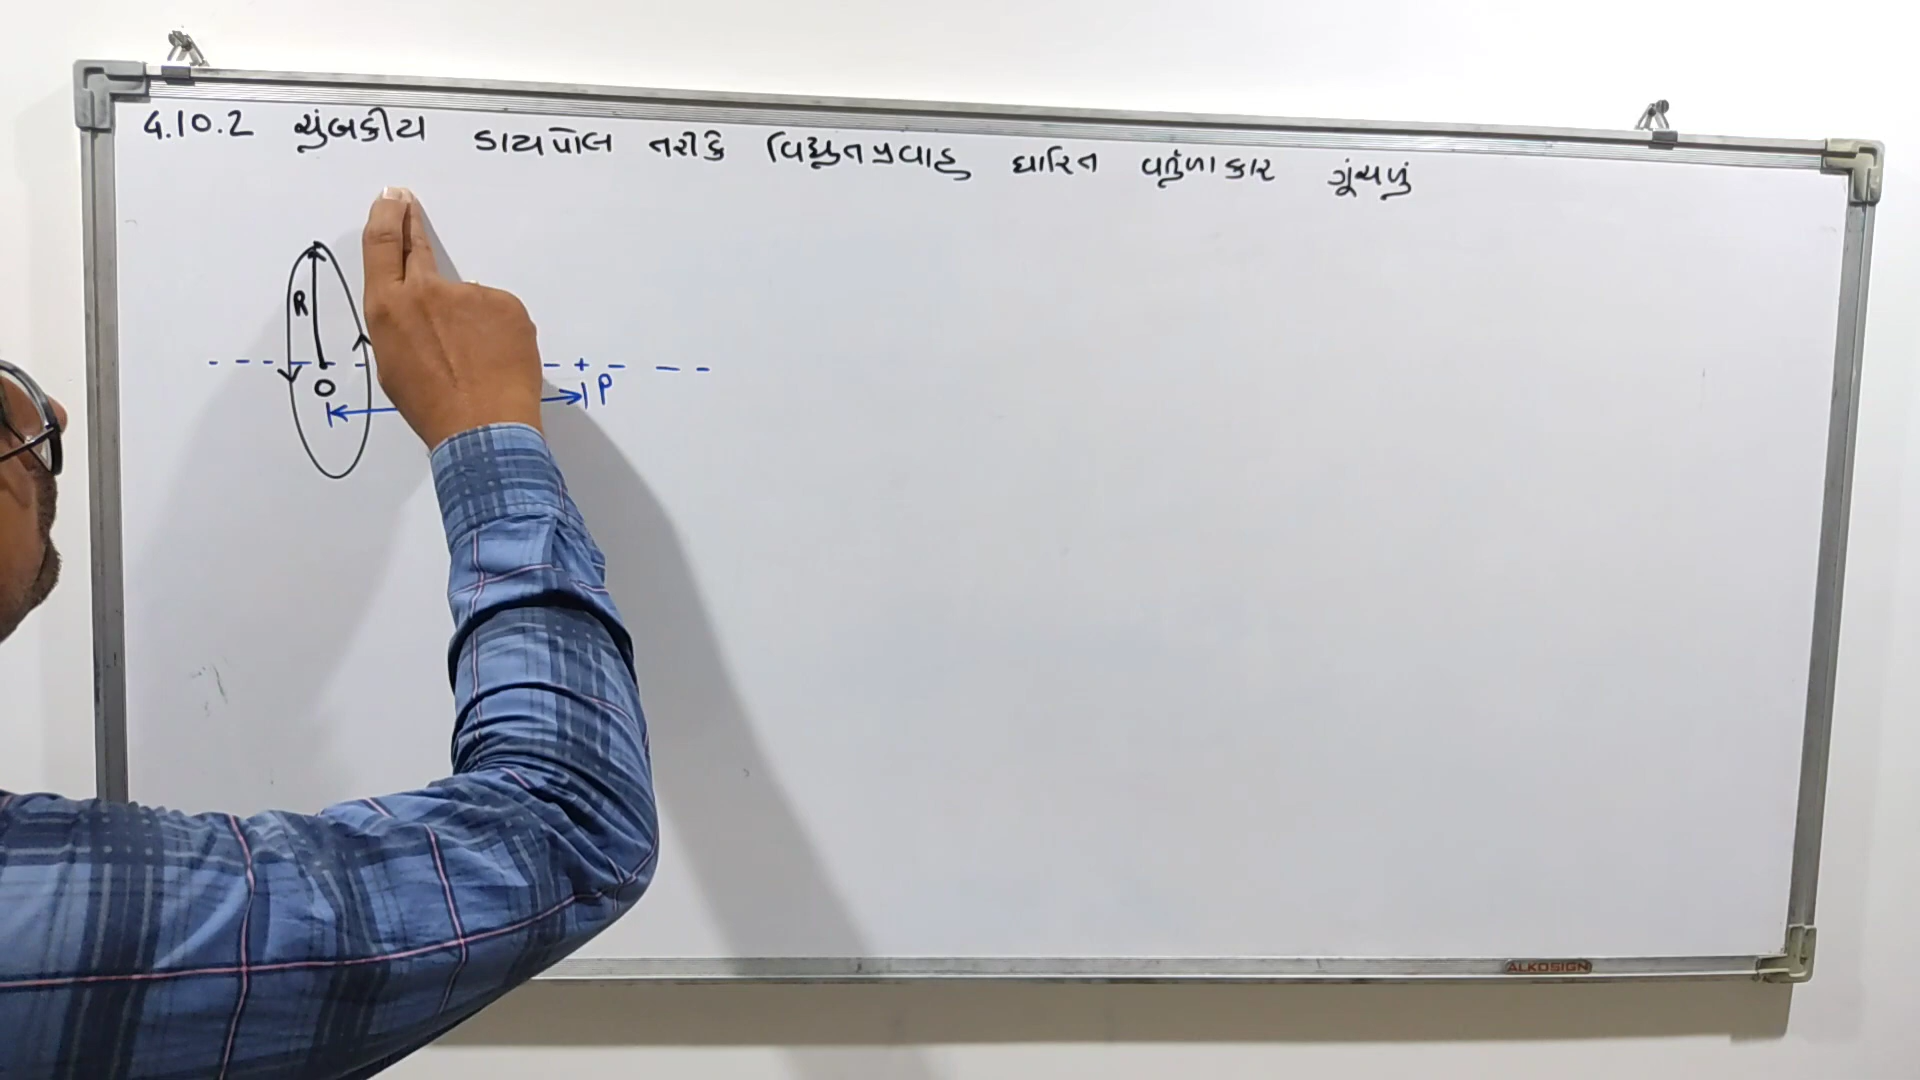 4.10.2 ચુંબકીય ડાયપોલ તરીકે વિદ્યુતપ્રવાહ ધારિત વર્તુળાકાર ગૂંચળું
R
O
P
ALKOSIGN